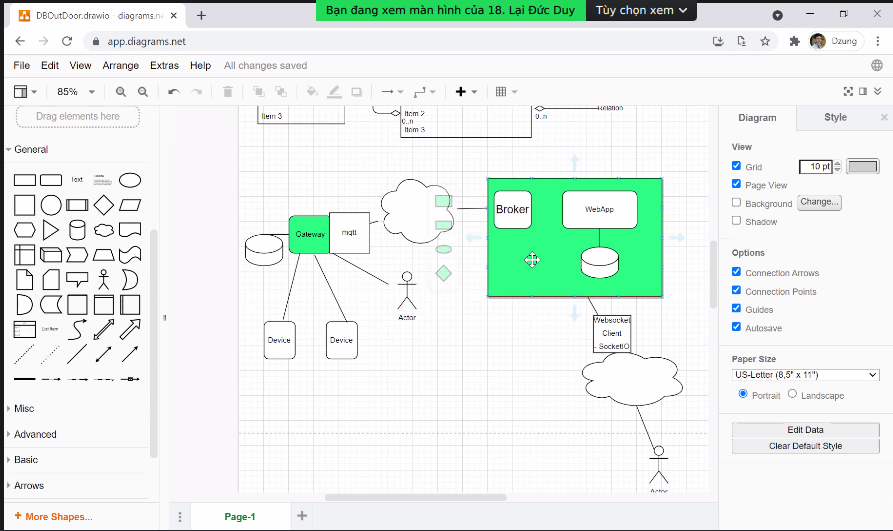 DBOutDoor.drawio - diagrams.n
Bạn đang xem màn hình của 18. Lại Đức Duy
Tùy chọn xem
app.diagrams.net
Dzung
File Edit View Arrange Extras Help All changes saved
85%
Drag elements here
General
Text
List Item
Misc
Advanced
Basic
Arrows
+ More Shapes...
Item 3
Item 2
0..n
Item 3
Relation
0..n
Gateway
mqtt
Broker
WebApp
Actor
Device
Device
Websocket
Client
- SocketIO
Actor
Page-1
Diagram
Style
View
Grid
10 pt
Page View
Background
Change...
Shadow
Options
Connection Arrows
Connection Points
Guides
Autosave
Paper Size
US-Letter (8,5" x 11")
Portrait
Landscape
Edit Data
Clear Default Style